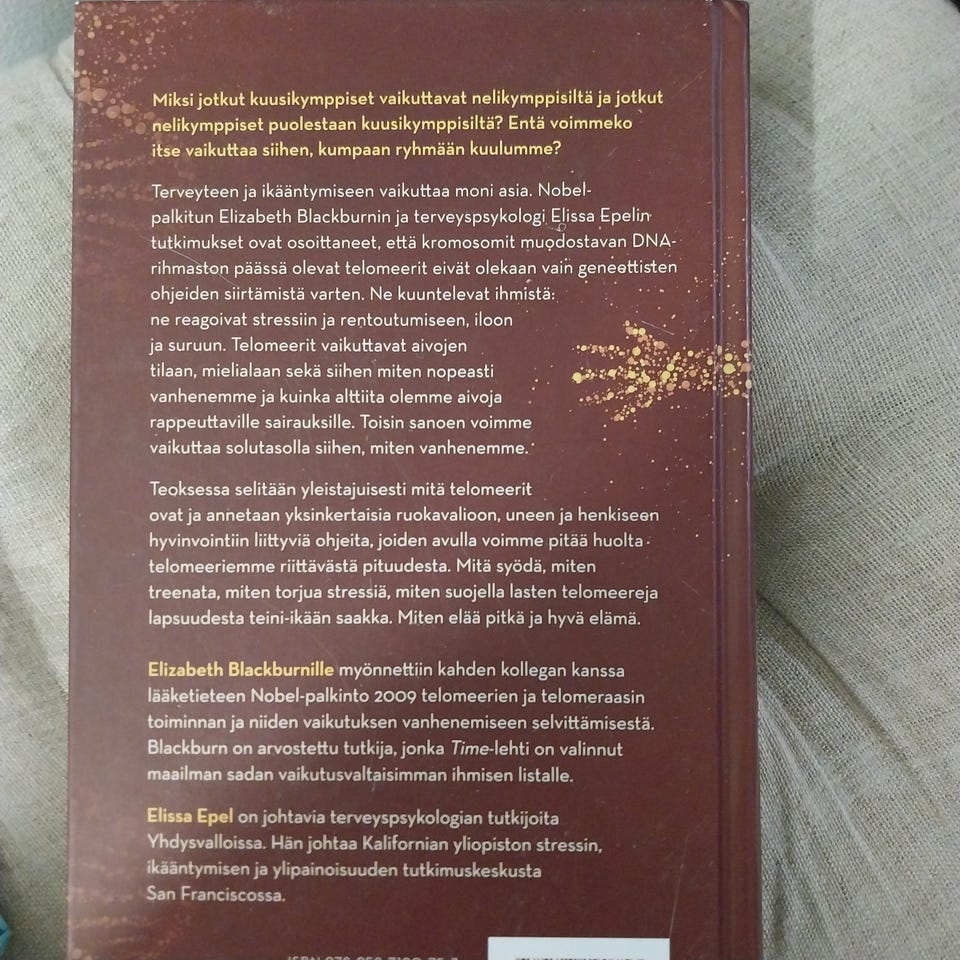 Miksi jotkut kuusikymppiset vaikuttavat nelikymppisiltä ja jotkut
nelikymppiset puolestaan kuusikymppisiltä? Entä voimmeko
itse vaikuttaa siihen, kumpaan ryhmään kuulumme?
Terveyteen ja ikääntymiseen vaikuttaa moni asia. Nobel-
palkitun Elizabeth Blackburnin ja terveyspsykologi Elissa Epelin
tutkimukset ovat osoittaneet, että kromosomit muodostavan DNA-
rihmaston päässä olevat telomeerit eivät olekaan vain geneettisten
ohjeiden siirtämistä varten. Ne kuuntelevat ihmistä:
ne reagoivat stressiin ja rentoutumiseen, iloon
ja suruun. Telomeerit vaikuttavat aivojen
tilaan, mielialaan sekä siihen miten nopeasti
vanhenemme ja kuinka alttiita olemme aivoja
rappeuttaville sairauksille. Toisin sanoen voimme
vaikuttaa solutasolla siihen, miten vanhenemme.
Teoksessa selitään yleistajuisesti mitä telomeerit
ovat ja annetaan yksinkertaisia ruokavalioon, uneen ja henkiseen
hyvinvointiin liittyviä ohjeita, joiden avulla voimme pitää huolta
telomeeriemme riittävästä pituudesta. Mitä syödä, miten
treenata, miten torjua stressiä, miten suojella lasten telomeereja
lapsuudesta teini-ikään saakka. Miten elää pitkä ja hyvä elämä.
Elizabeth Blackburnille myönnettiin kahden kollegan kanssa
lääketieteen Nobel-palkinto 2009 telomeerien ja telomeraasin
toiminnan ja niiden vaikutuksen vanhenemiseen selvittämisestä.
Blackburn on arvostettu tutkija, jonka Time-lehti on valinnut
maailman sadan vaikutusvaltaisimman ihmisen listalle.
Elissa Epel on johtavia terveyspsykologian tutkijoita
Yhdysvalloissa. Hän johtaa Kalifornian yliopiston stressin,
ikääntymisen ja ylipainoisuuden tutkimuskeskusta
San Franciscossa.